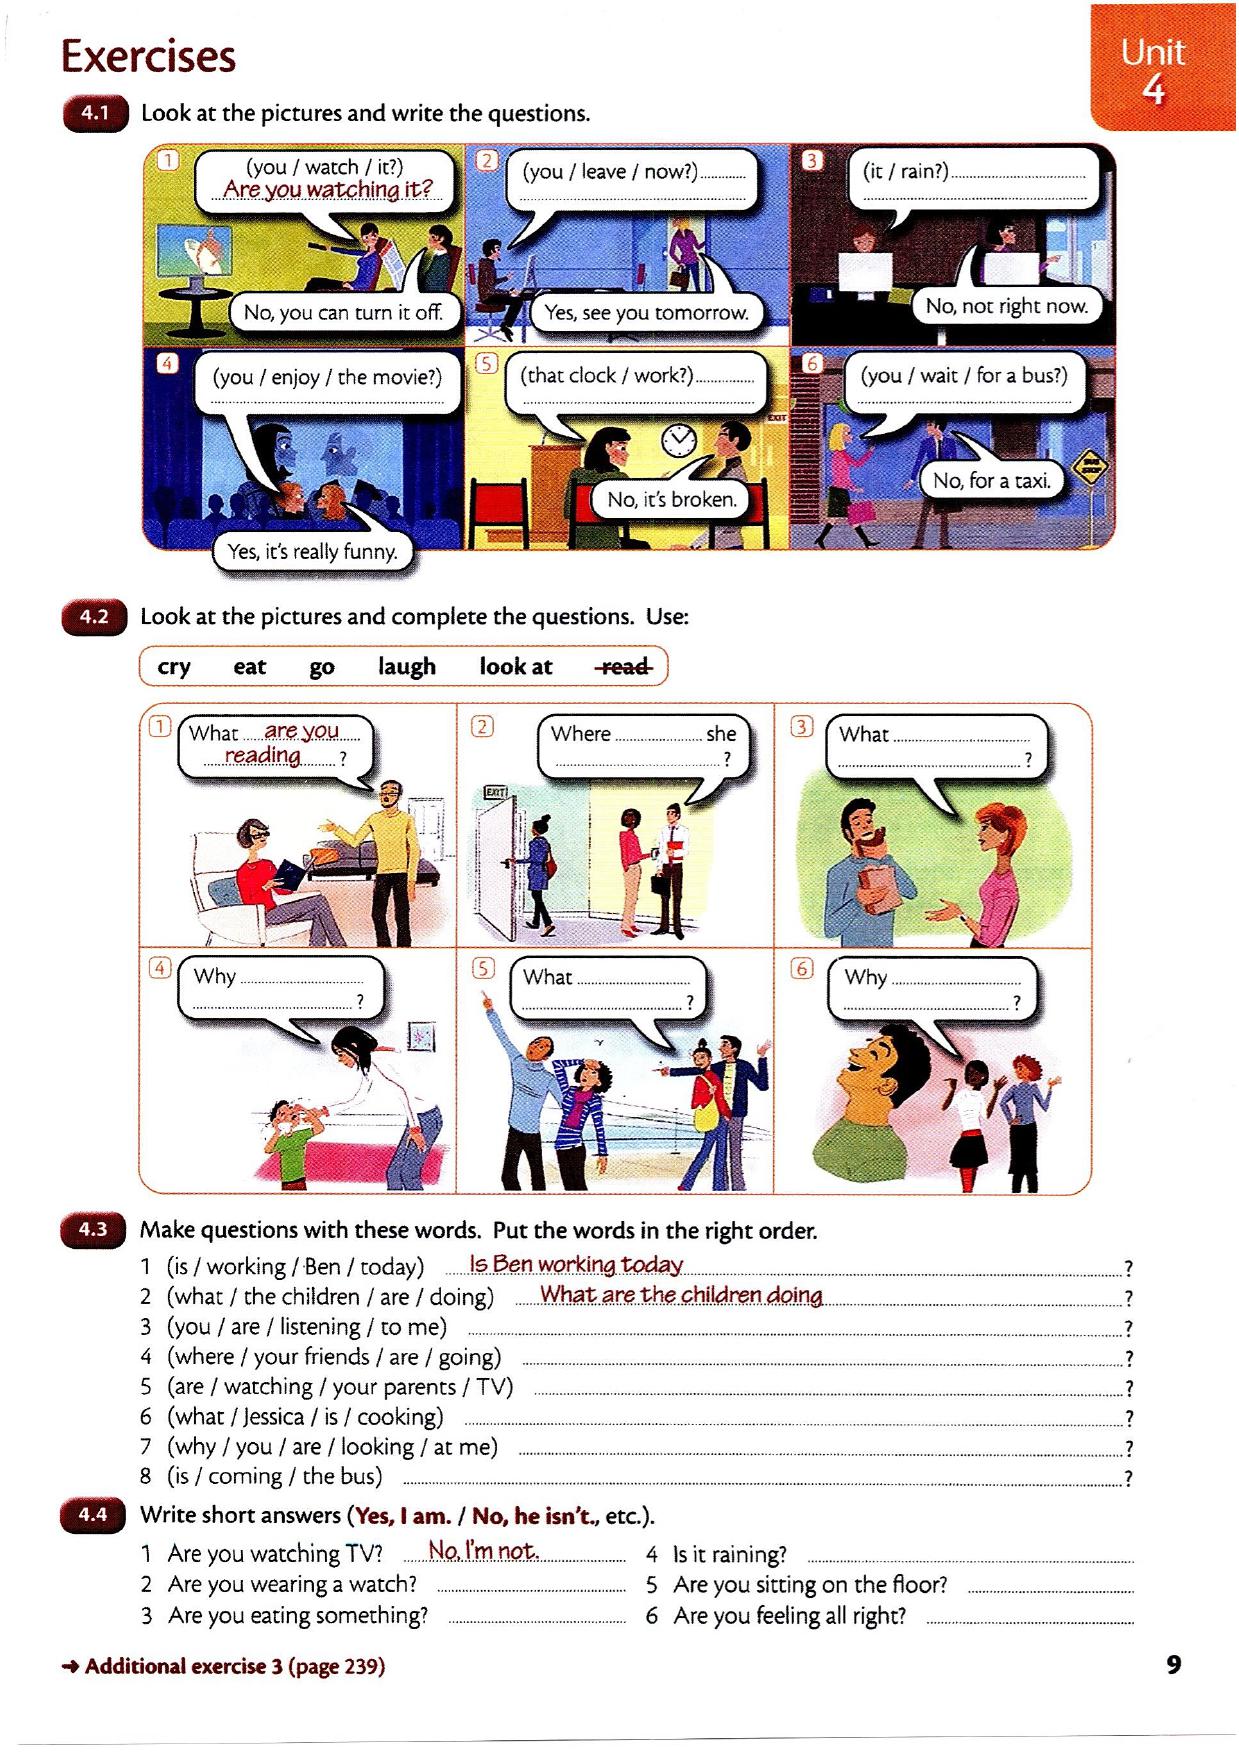 Exercises
Unit
4
4.1 Look at the pictures and write the questions.
1
(you / watch / it?)
Are you watching it?
No, you can turn it off.
2
(you / leave / now?)
Yes, see you tomorrow.
3
(it / rain?)
No, not right now.
4
(you / enjoy / the movie?)
Yes, it's really funny.
5
(that clock / work?)
EXIT
No, it's broken.
6
(you / wait / for a bus?)
No, for a taxi.
BUS
STOP
4.2 Look at the pictures and complete the questions. Use:
cry eat go laugh look at read
1
What are you
reading ?
2
Where she
?
EXIT
3
What
?
4
Why
?
5
What
?
6
Why
?
4.3 Make questions with these words. Put the words in the right order.
1 (is / working / Ben / today) Is Ben working today ?
2 (what / the children / are / doing) What are the children doing ?
3 (you / are / listening / to me) ?
4 (where / your friends / are / going) ?
5 (are / watching / your parents / TV) ?
6 (what / Jessica / is / cooking) ?
7 (why / you / are / looking / at me) ?
8 (is / coming / the bus) ?
4.4 Write short answers (Yes, I am. / No, he isn't., etc.).
1 Are you watching TV? No, I'm not.
2 Are you wearing a watch?
3 Are you eating something?
4 Is it raining?
5 Are you sitting on the floor?
6 Are you feeling all right?
→ Additional exercise 3 (page 239)
9